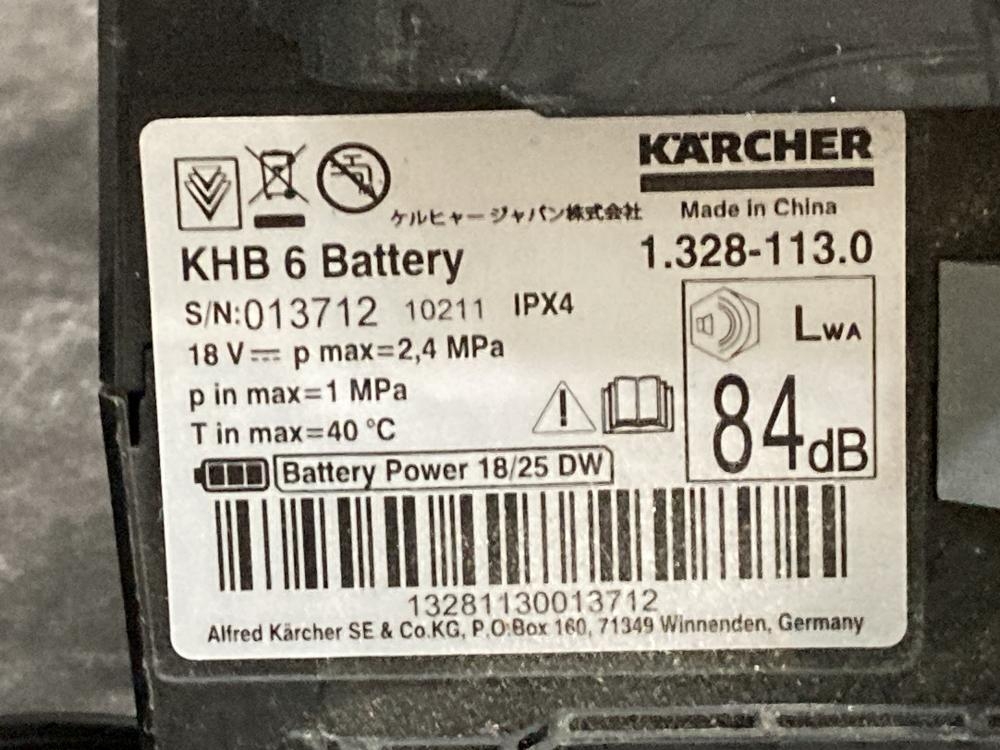 KÄRCHER
ケルヒャージャパン株式会社 Made in China
KHB 6 Battery 1.328-113.0
S/N:013712 10211 IPX4
18 V⎓ p max=2,4 MPa
p in max=1 MPa
T in max=40 °C
LWA
84dB
Battery Power 18/25 DW
13281130013712
Alfred Kärcher SE & Co.KG, P.O.Box 160, 71349 Winnenden, Germany